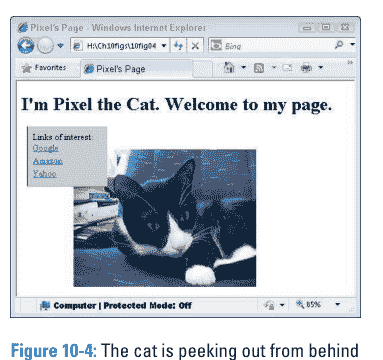 Pixel's Page - Windows Internet Explorer
H:\Ch10figs\10fig04
Bing
Favorites
Pixel's Page
I'm Pixel the Cat. Welcome to my page.
Links of interest:
Google
Amazon
Yahoo
Computer | Protected Mode: Off
85%
Figure 10-4: The cat is peeking out from behind